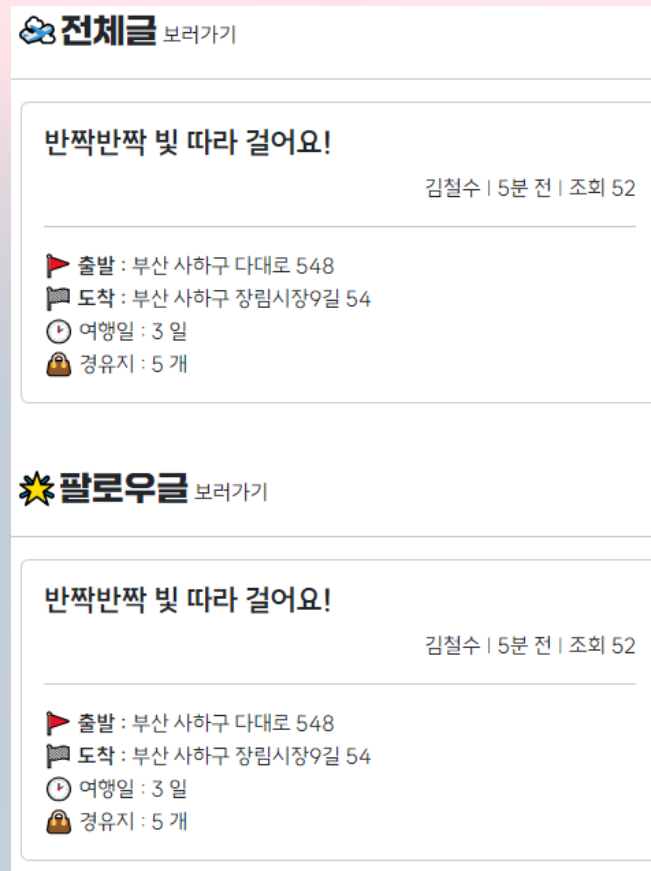 전체글 보러가기
반짝반짝 빛 따라 걸어요!
김철수 | 5분 전 | 조회 52
출발 : 부산 사하구 다대로 548
도착 : 부산 사하구 장림시장9길 54
여행일 : 3 일
경유지 : 5 개
팔로우글 보러가기
반짝반짝 빛 따라 걸어요!
김철수 | 5분 전 | 조회 52
출발 : 부산 사하구 다대로 548
도착 : 부산 사하구 장림시장9길 54
여행일 : 3 일
경유지 : 5 개